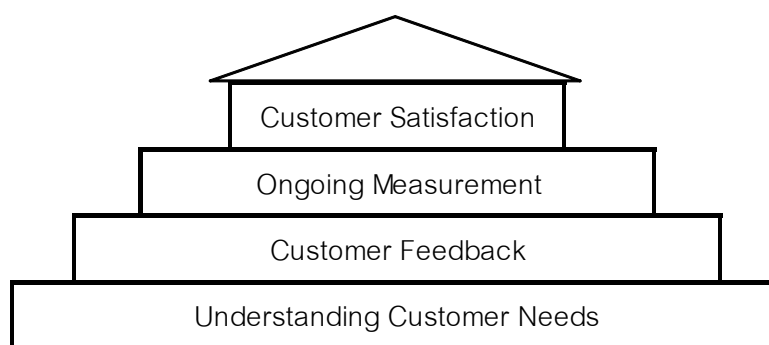 Customer Satisfaction
Ongoing Measurement
Customer Feedback
Understanding Customer Needs